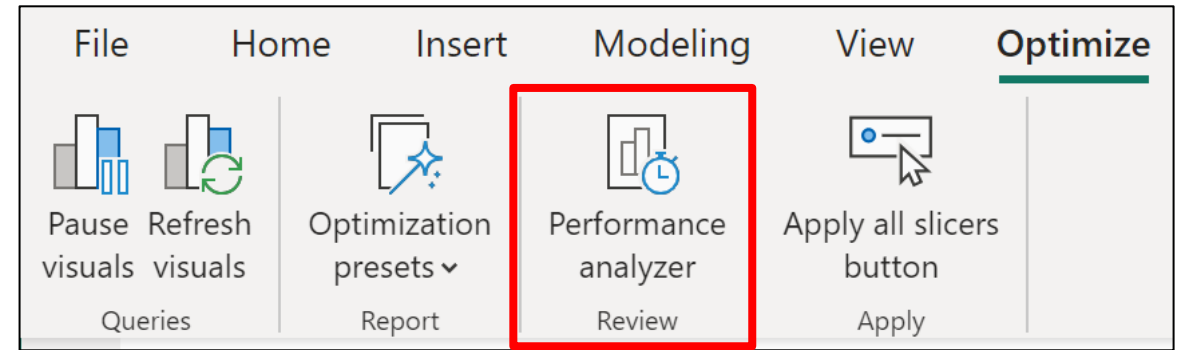 File Home Insert Modeling View Optimize
Pause Refresh Optimization Performance Apply all slicers
visuals visuals presets analyzer button
Queries Report Review Apply